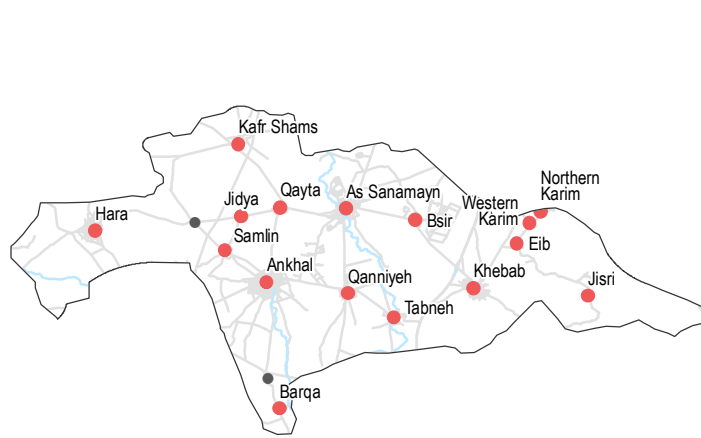 Kafr Shams
Northern
Karim
Qayta
As Sanamayn
Jidya
Western
Karim
Hara
Bsir
Samlin
Eib
Ankhal
Khebab
Qanniyeh
Jisri
Tabneh
Barqa